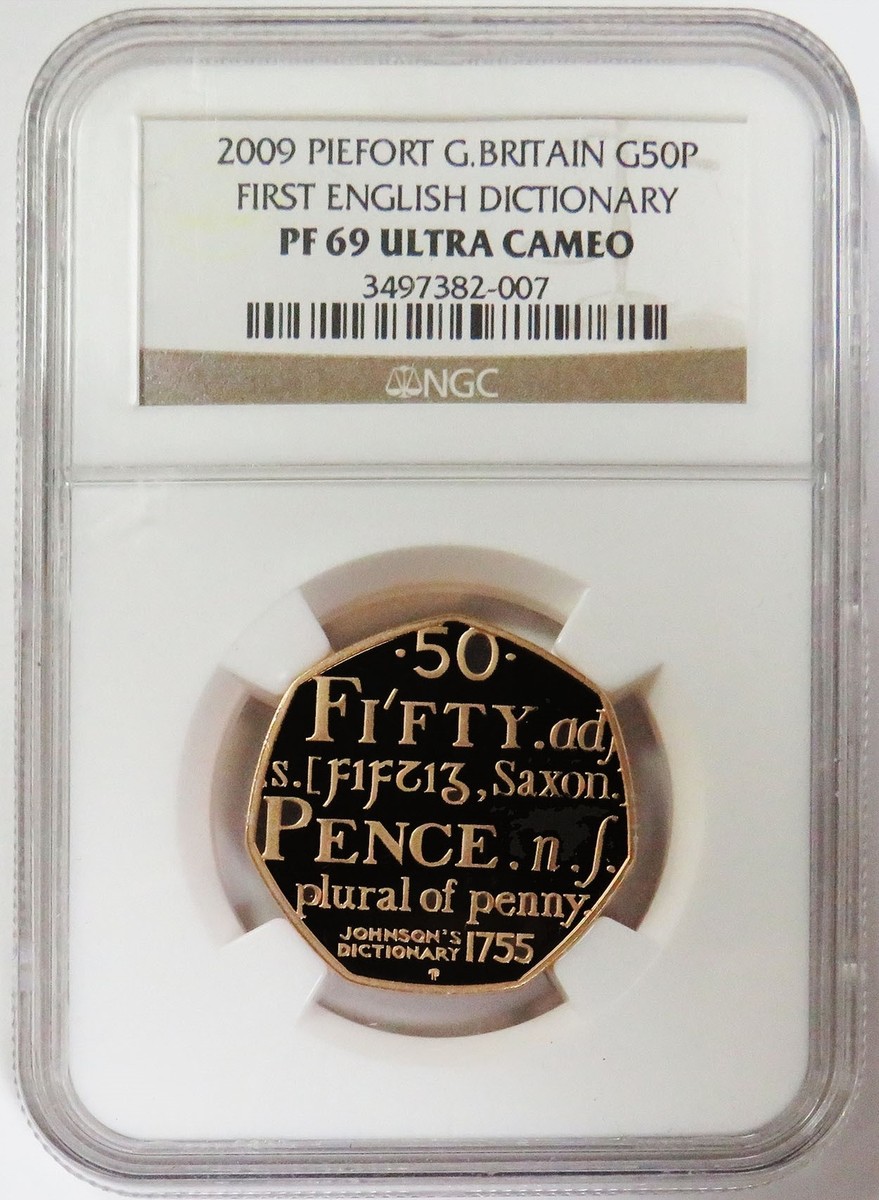 2009 PIEFORT G.BRITAIN G50P
FIRST ENGLISH DICTIONARY
PF 69 ULTRA CAMEO
3497382-007
NGC
·50·
FI'FTY.adj
s.[ꝼıꝼꞇıᵹ, Saxon.]
PENCE.n.ſ.
plural of penny.
JOHNSON'S
DICTIONARY 1755